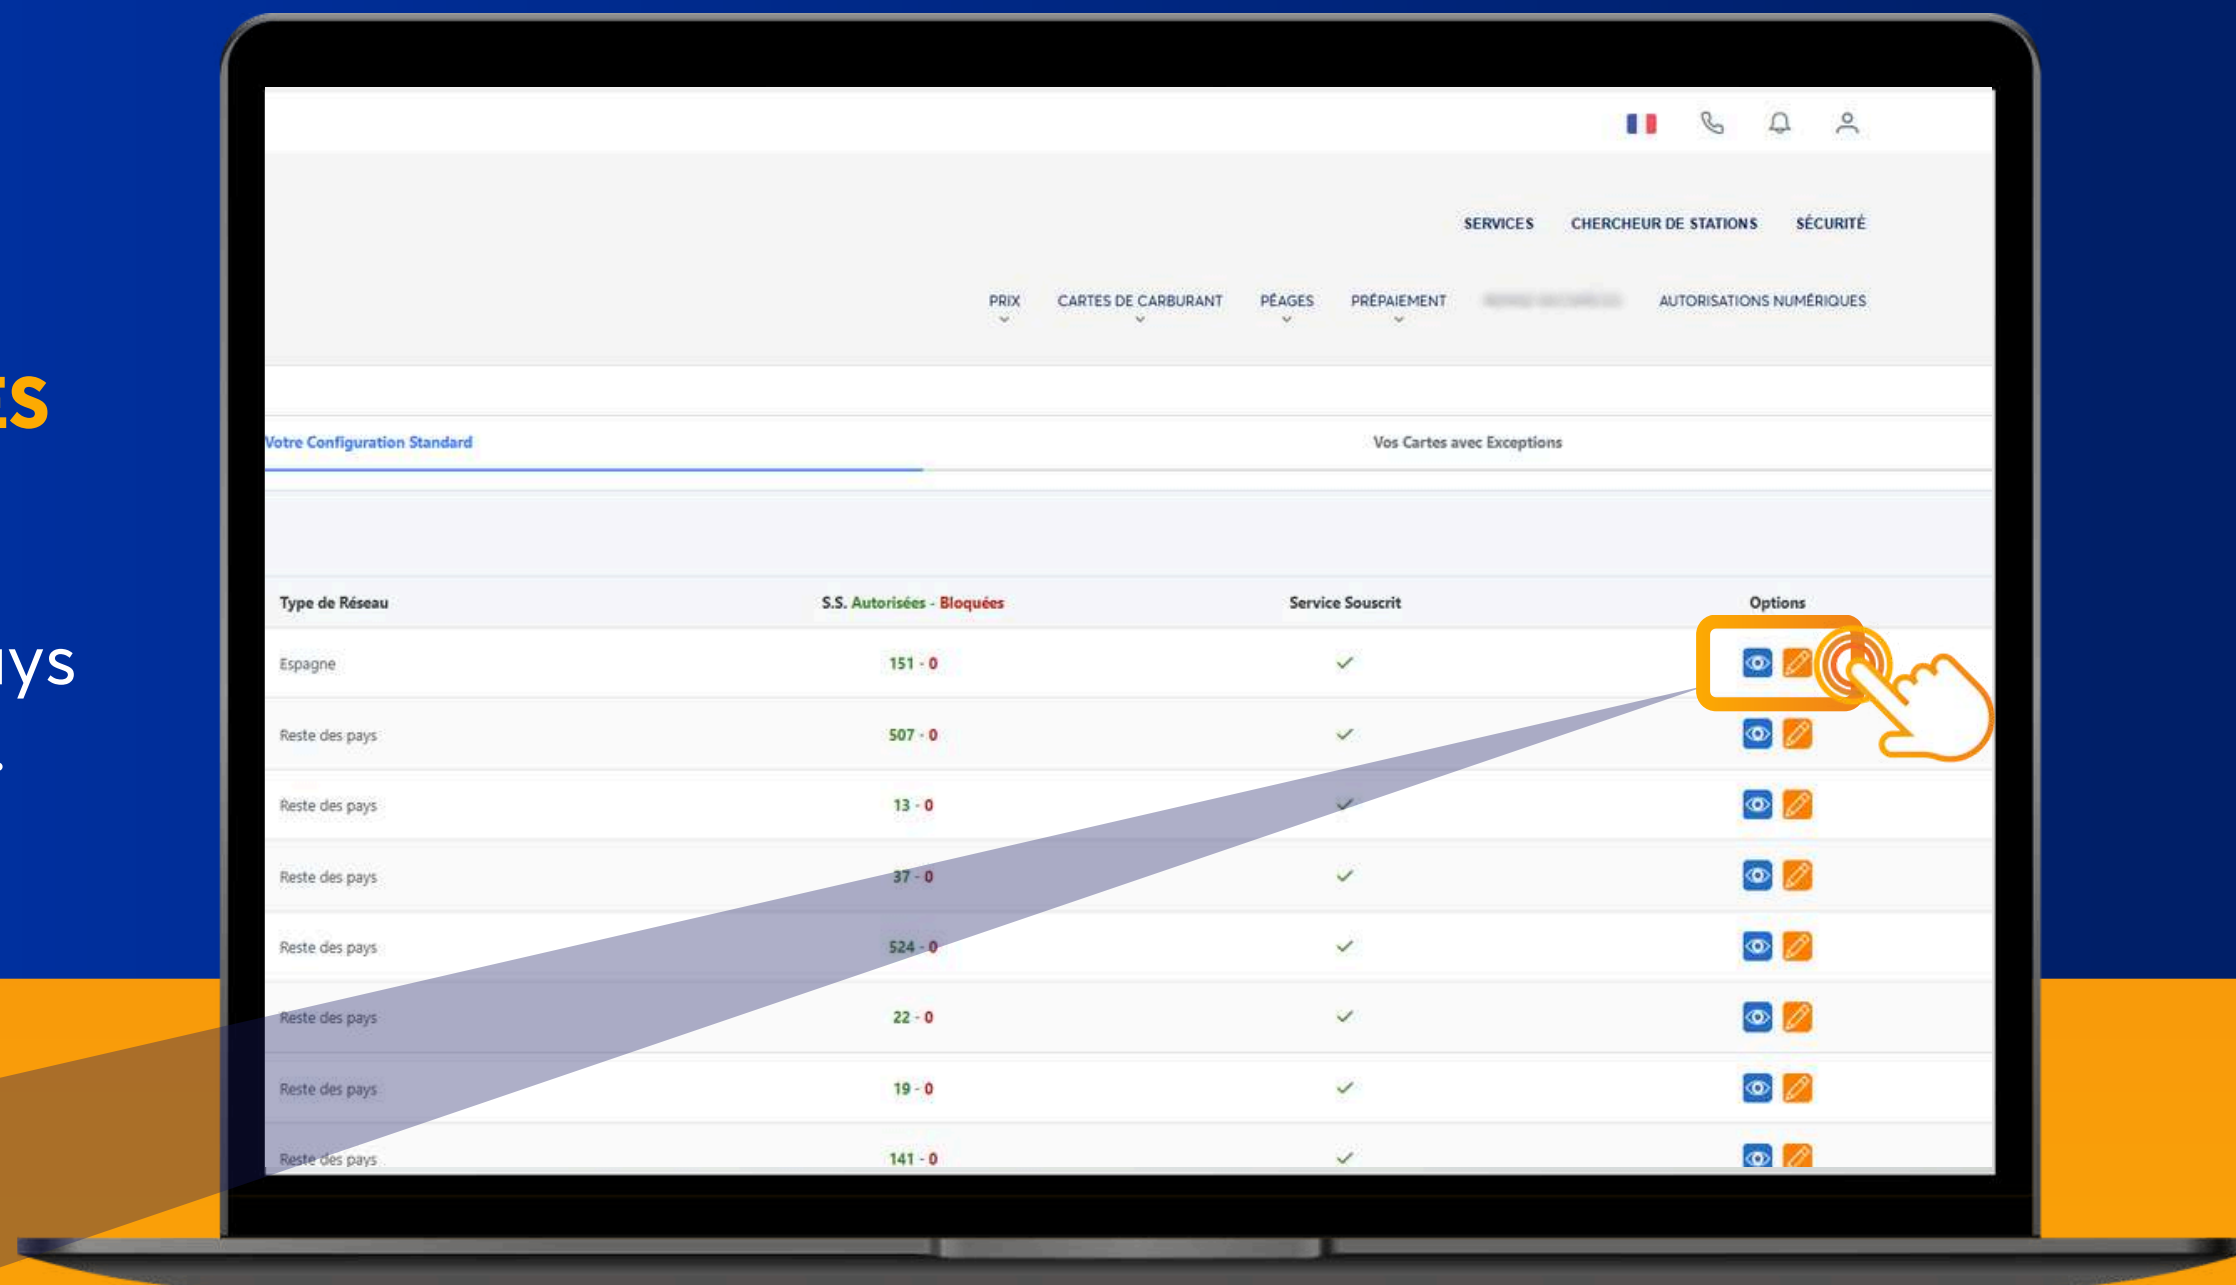 SERVICES CHERCHEUR DE STATIONS SÉCURITÉ
PRIX CARTES DE CARBURANT PÉAGES PRÉPAIEMENT AUTORISATIONS NUMÉRIQUES
ES
Votre Configuration Standard Vos Cartes avec Exceptions
Type de Réseau S.S. Autorisées - Bloquées Service Souscrit Options
Espagne 151 - 0
ays
Reste des pays 507 - 0
.
Reste des pays 13 - 0
Reste des pays 37 - 0
Reste des pays 524 - 0
Reste des pays 22 - 0
Reste des pays 19 - 0
Reste des pays 141 - 0